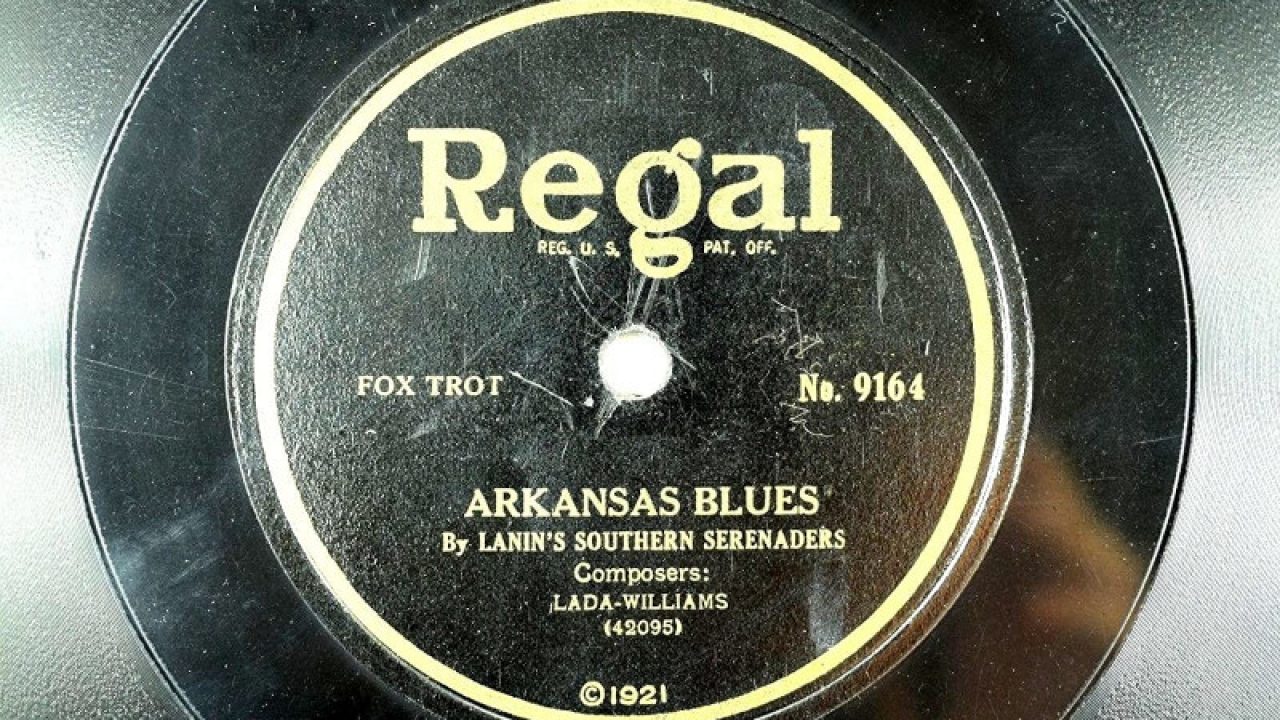 Regal
REG. U. S. PAT. OFF.
FOX TROT No. 9164
ARKANSAS BLUES
By LANIN'S SOUTHERN SERENADERS
Composers:
LADA-WILLIAMS
(42095)
©1921